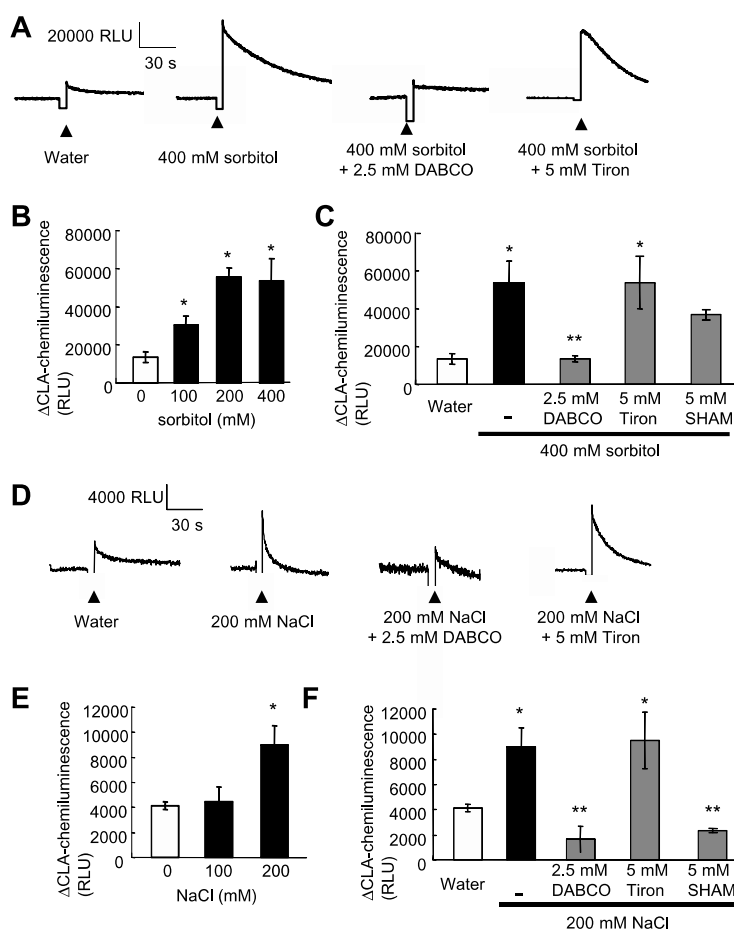 A
20000 RLU
30 s
Water
400 mM sorbitol
400 mM sorbitol
+ 2.5 mM DABCO
400 mM sorbitol
+ 5 mM Tiron
B
ΔCLA-chemiluminescence
(RLU)
80000
60000
40000
20000
0
*
*
*
0
100
200
400
sorbitol (mM)
C
ΔCLA-chemiluminescence
(RLU)
80000
60000
40000
20000
0
*
**
*
Water
-
2.5 mM
DABCO
5 mM
Tiron
5 mM
SHAM
400 mM sorbitol
D
4000 RLU
30 s
Water
200 mM NaCl
200 mM NaCl
+ 2.5 mM DABCO
200 mM NaCl
+ 5 mM Tiron
E
ΔCLA-chemiluminescence
(RLU)
12000
10000
8000
6000
4000
2000
0
*
0
100
200
NaCl (mM)
F
ΔCLA-chemiluminescence
(RLU)
12000
10000
8000
6000
4000
2000
0
*
**
*
**
Water
-
2.5 mM
DABCO
5 mM
Tiron
5 mM
SHAM
200 mM NaCl